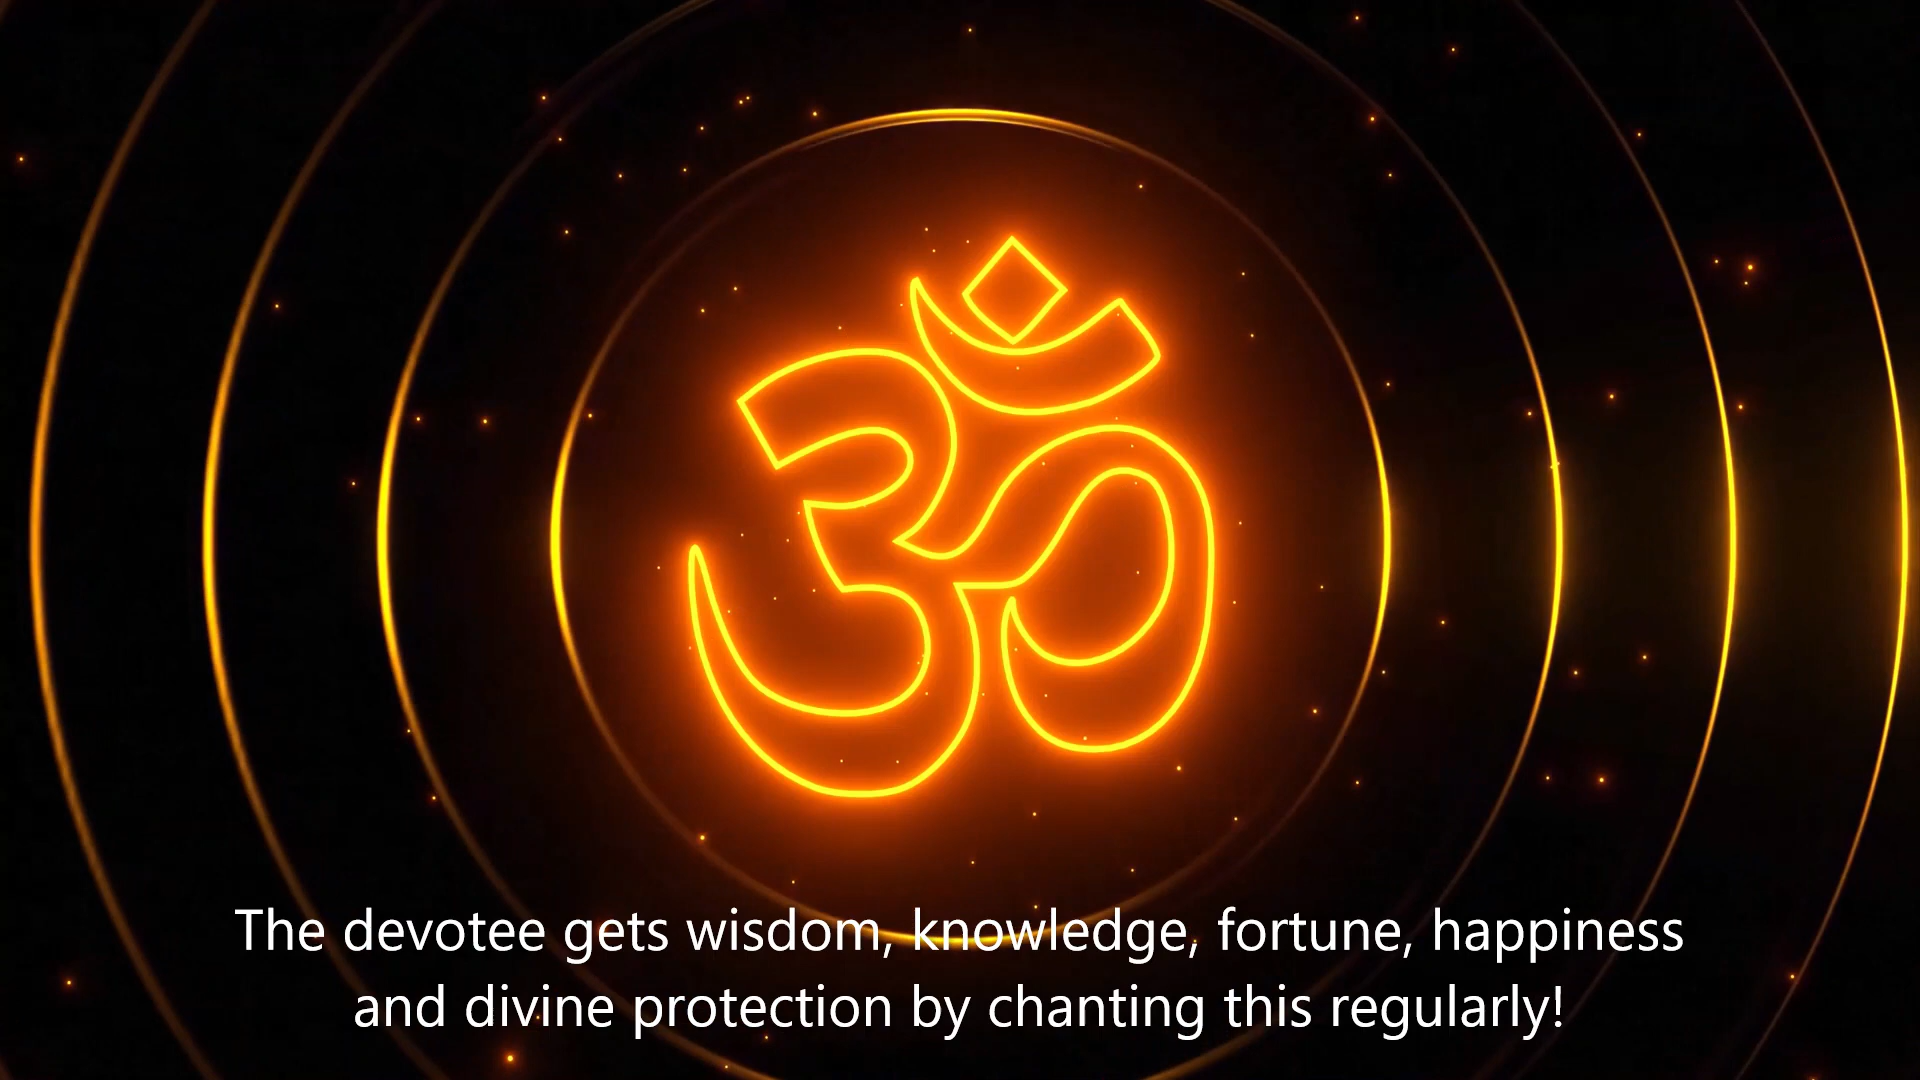 ॐ
The devotee gets wisdom, knowledge, fortune, happiness
and divine protection by chanting this regularly!